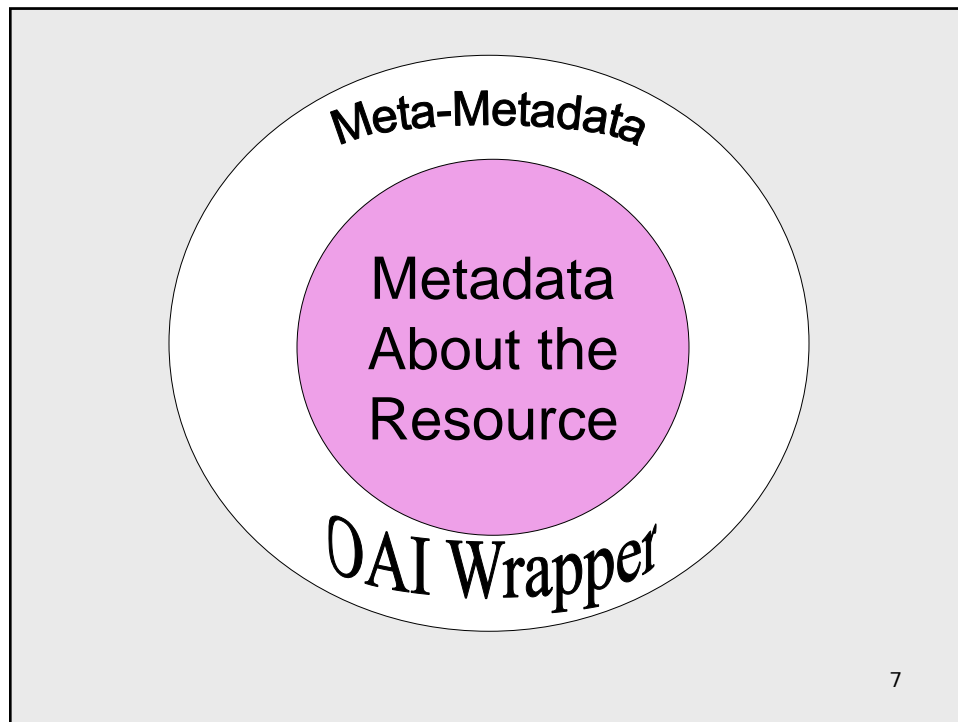 Meta-Metadata
Metadata
About the
Resource
OAI Wrapper
7